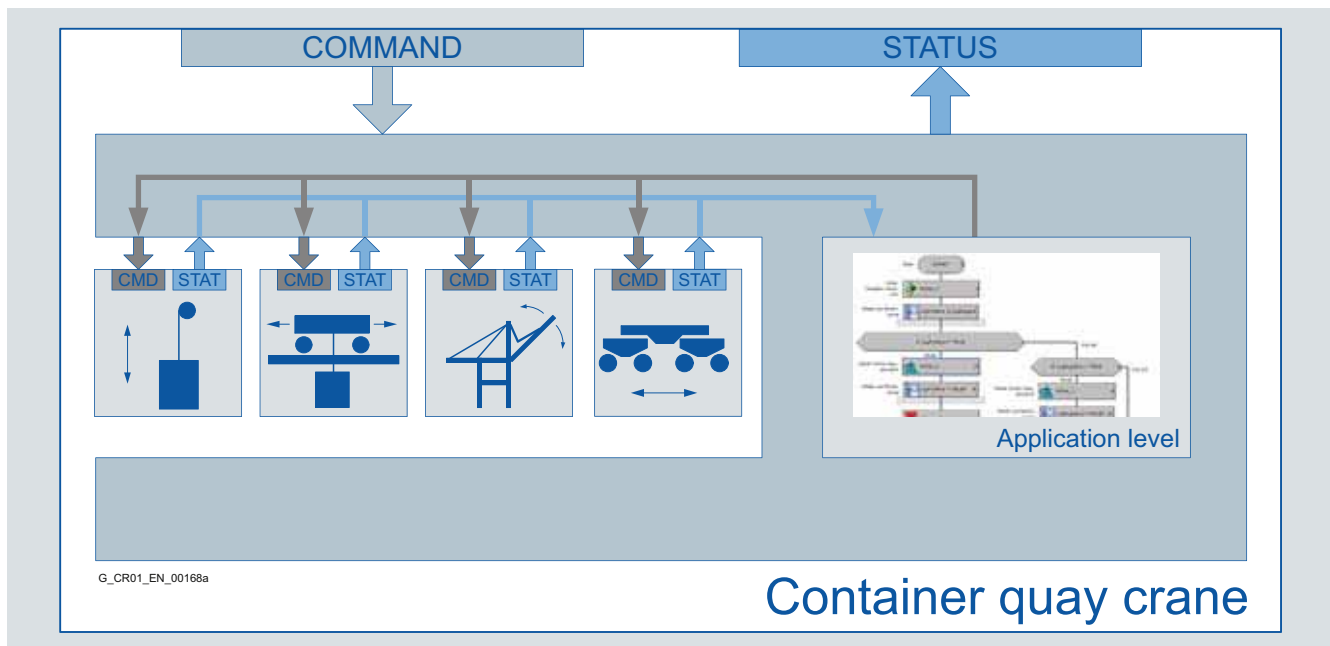 COMMAND
STATUS
CMD STAT
CMD STAT
CMD STAT
CMD STAT
Application level
G_CR01_EN_00168a
Container quay crane